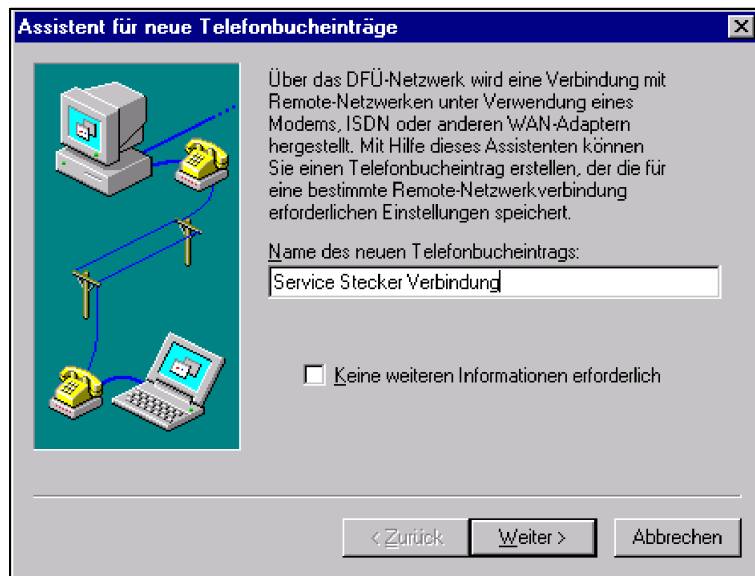 Assistent für neue Telefonbucheinträge
Über das DFÜ-Netzwerk wird eine Verbindung mit
Remote-Netzwerken unter Verwendung eines
Modems, ISDN oder anderen WAN-Adaptern
hergestellt. Mit Hilfe dieses Assistenten können
Sie einen Telefonbucheintrag erstellen, der die für
eine bestimmte Remote-Netzwerkverbindung
erforderlichen Einstellungen speichert.
Name des neuen Telefonbucheintrags:
Service Stecker Verbindung
Keine weiteren Informationen erforderlich
< Zurück Weiter > Abbrechen